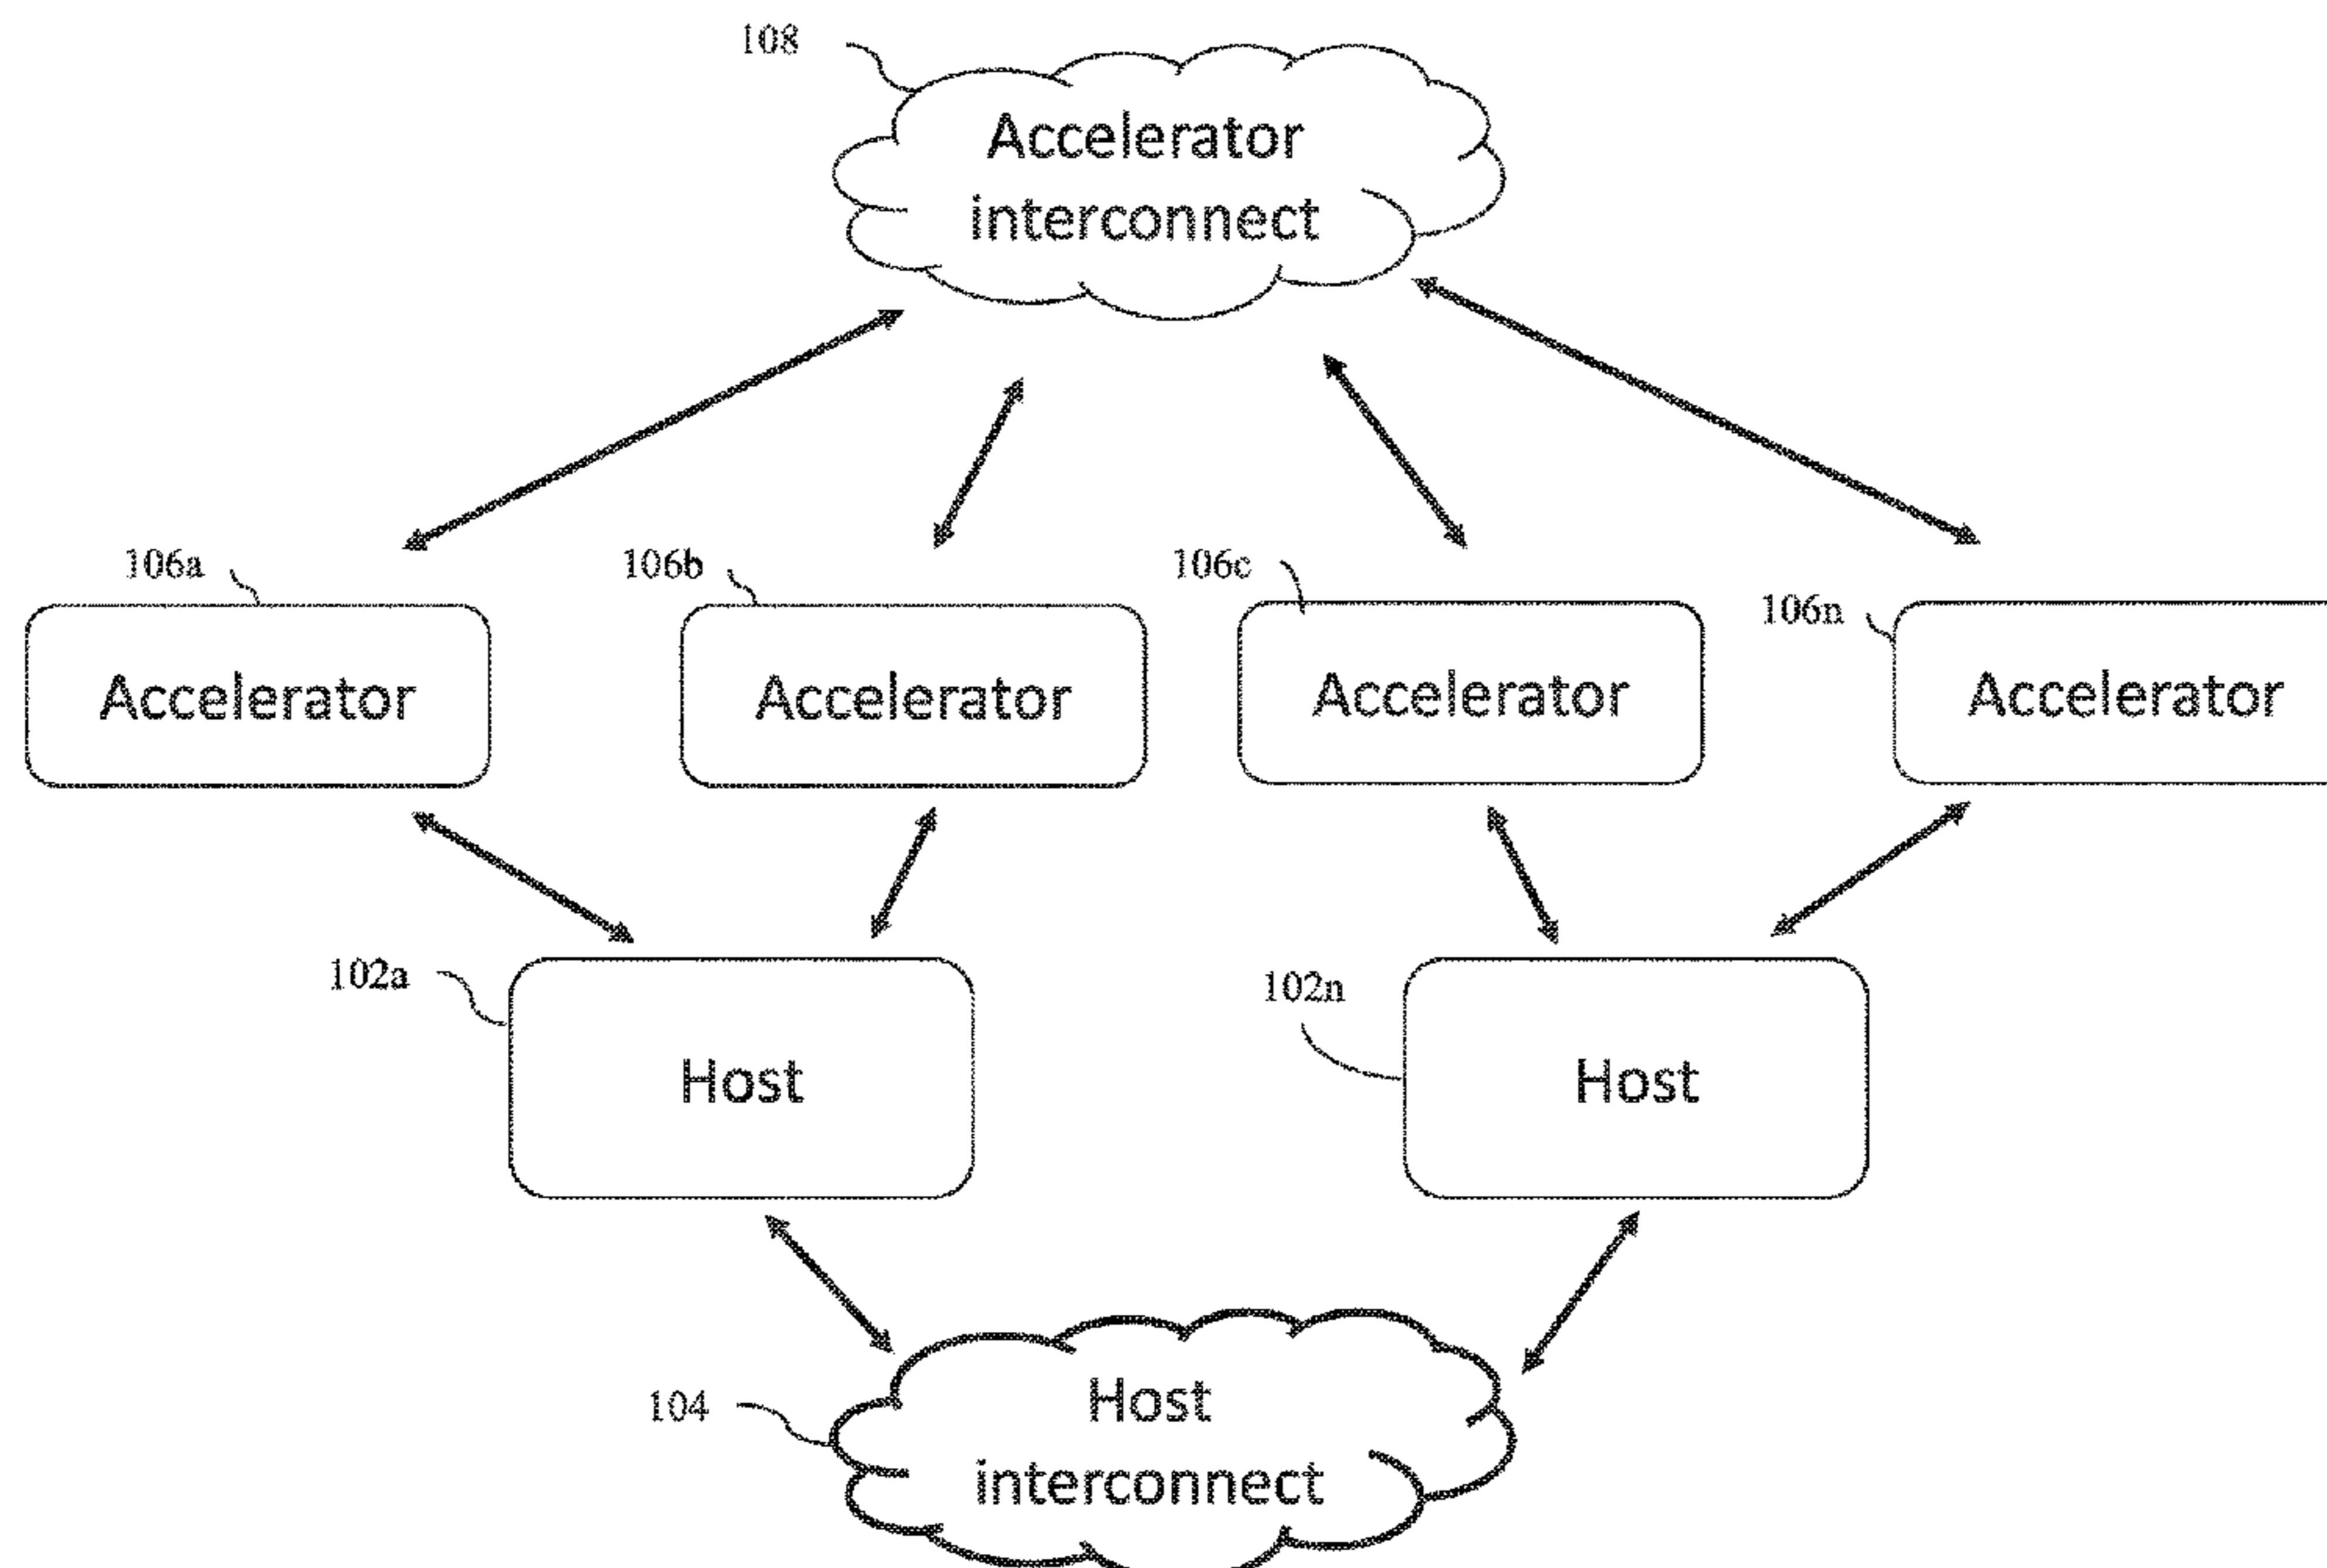 108
Accelerator
interconnect
106a
106b
106c
106n
Accelerator
Accelerator
Accelerator
Accelerator
102a
102n
Host
Host
104
Host
interconnect